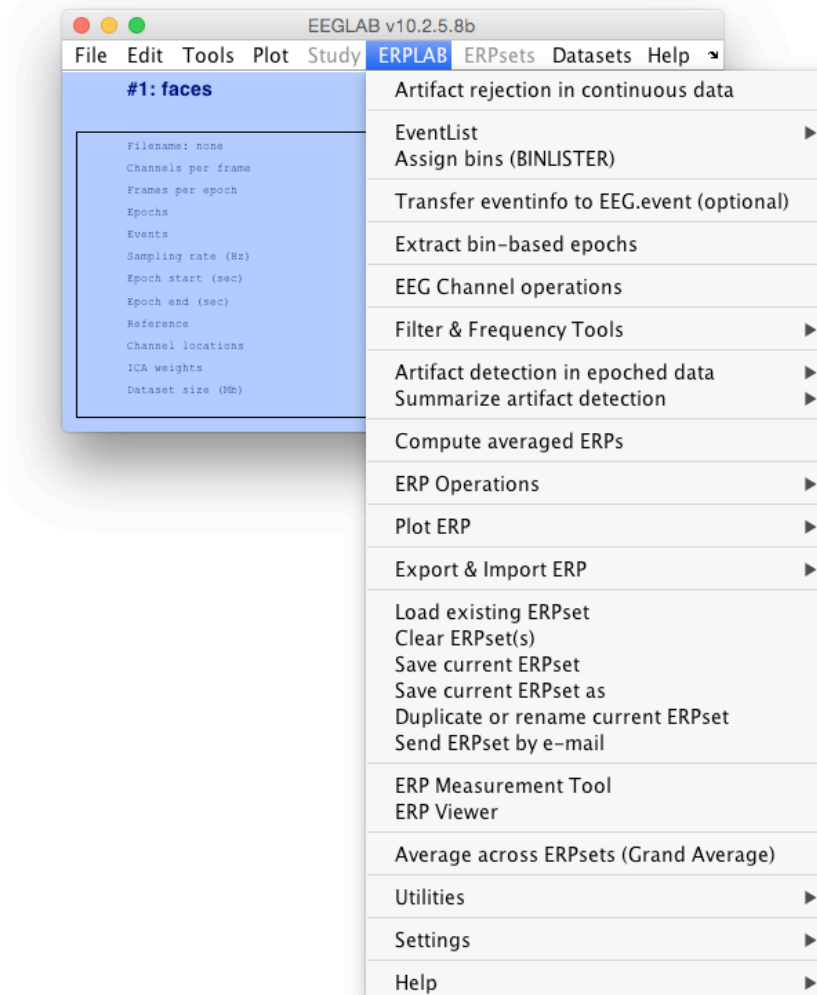 EEGLAB v10.2.5.8b
File Edit Tools Plot Study ERPLAB ERPsets Datasets Help
#1: faces
Filename: none
Channels per frame
Frames per epoch
Epochs
Events
Sampling rate (Hz)
Epoch start (sec)
Epoch end (sec)
Reference
Channel locations
ICA weights
Dataset size (Mb)
Artifact rejection in continuous data
EventList
Assign bins (BINLISTER)
Transfer eventinfo to EEG.event (optional)
Extract bin-based epochs
EEG Channel operations
Filter & Frequency Tools
Artifact detection in epoched data
Summarize artifact detection
Compute averaged ERPs
ERP Operations
Plot ERP
Export & Import ERP
Load existing ERPset
Clear ERPset(s)
Save current ERPset
Save current ERPset as
Duplicate or rename current ERPset
Send ERPset by e-mail
ERP Measurement Tool
ERP Viewer
Average across ERPsets (Grand Average)
Utilities
Settings
Help